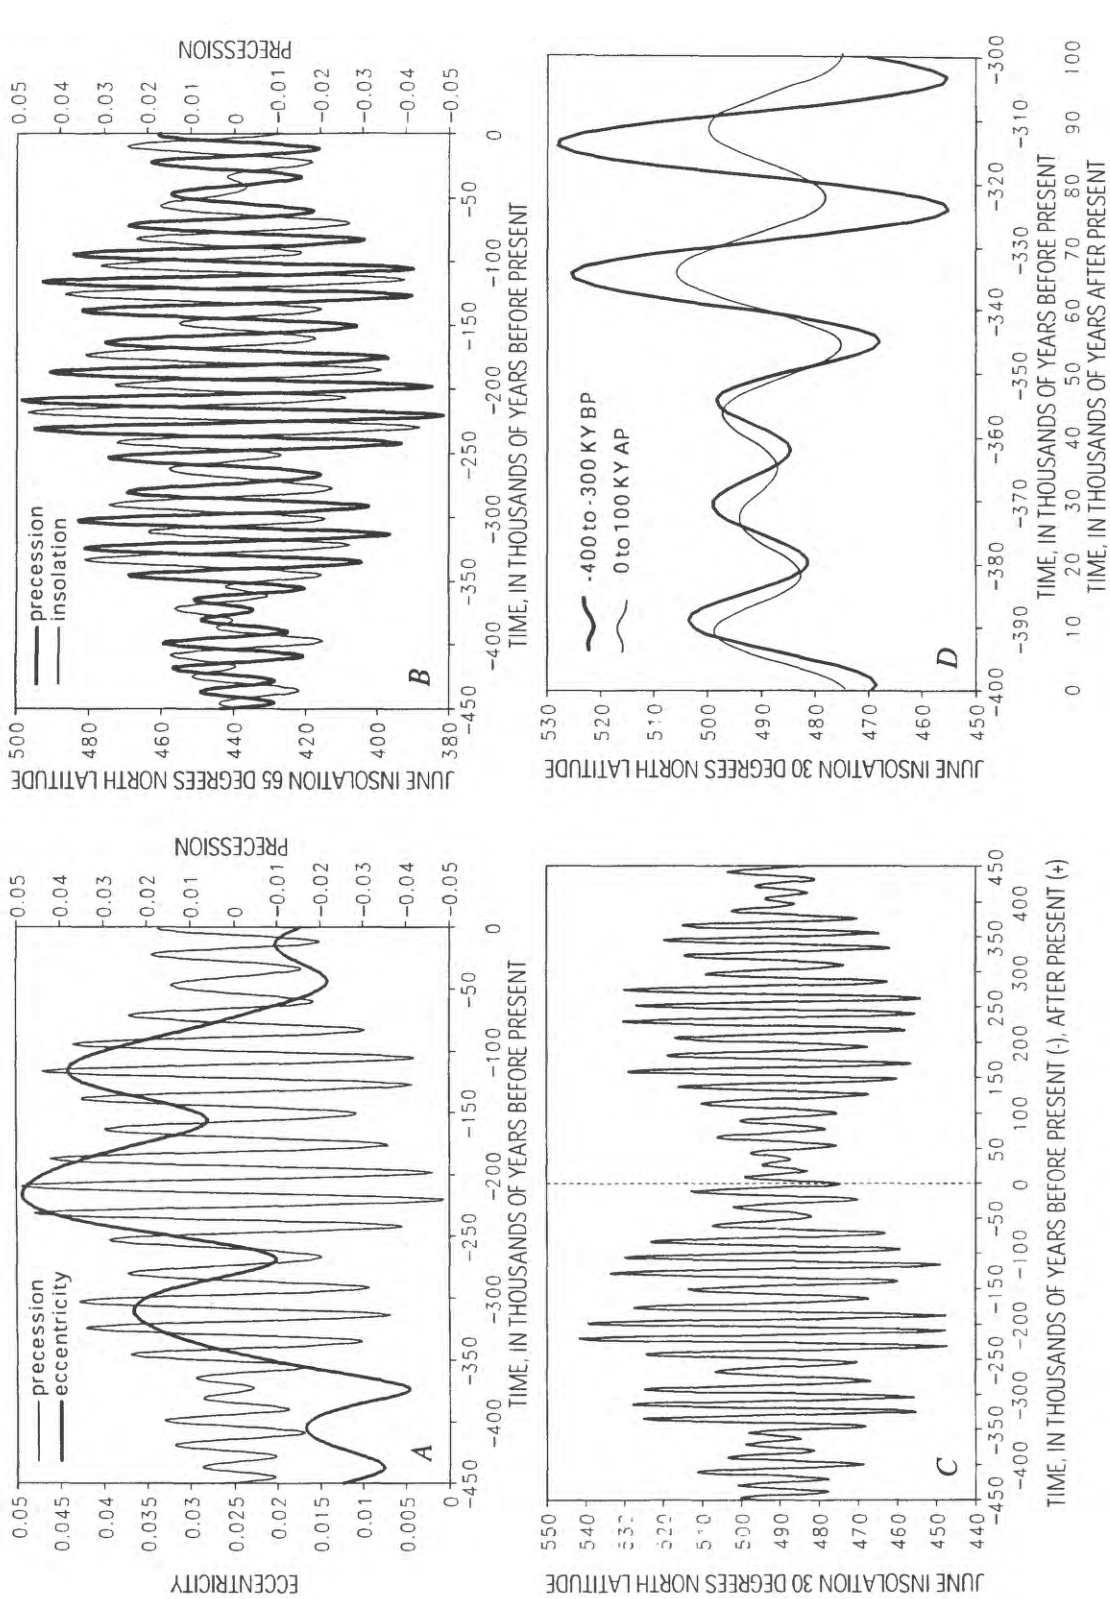 A
ECCENTRICITY
0.05
0.045
0.04
0.035
0.03
0.025
0.02
0.015
0.01
0.005
0
precession
eccentricity
PRECESSION
0.05
0.04
0.03
0.02
0.01
0
-0.01
-0.02
-0.03
-0.04
-0.05
-450 -400 -350 -300 -250 -200 -150 -100 -50 0
TIME, IN THOUSANDS OF YEARS BEFORE PRESENT
B
JUNE INSOLATION 65 DEGREES NORTH LATITUDE
500
480
460
440
420
400
380
precession
insolation
PRECESSION
0.05
0.04
0.03
0.02
0.01
0
-0.01
-0.02
-0.03
-0.04
-0.05
-450 -400 -350 -300 -250 -200 -150 -100 -50 0
TIME, IN THOUSANDS OF YEARS BEFORE PRESENT
C
JUNE INSOLATION 30 DEGREES NORTH LATITUDE
550
540
530
520
510
500
490
480
470
460
450
440
-450 -400 -350 -300 -250 -200 -150 -100 -50 0 50 100 150 200 250 300 350 400 450
TIME, IN THOUSANDS OF YEARS BEFORE PRESENT (-), AFTER PRESENT (+)
D
JUNE INSOLATION 30 DEGREES NORTH LATITUDE
530
520
510
500
490
480
470
460
450
-400 to -300 KY BP
0 to 100 KY AP
-400 -390 -380 -370 -360 -350 -340 -330 -320 -310 -300
TIME, IN THOUSANDS OF YEARS BEFORE PRESENT
0 10 20 30 40 50 60 70 80 90 100
TIME, IN THOUSANDS OF YEARS AFTER PRESENT